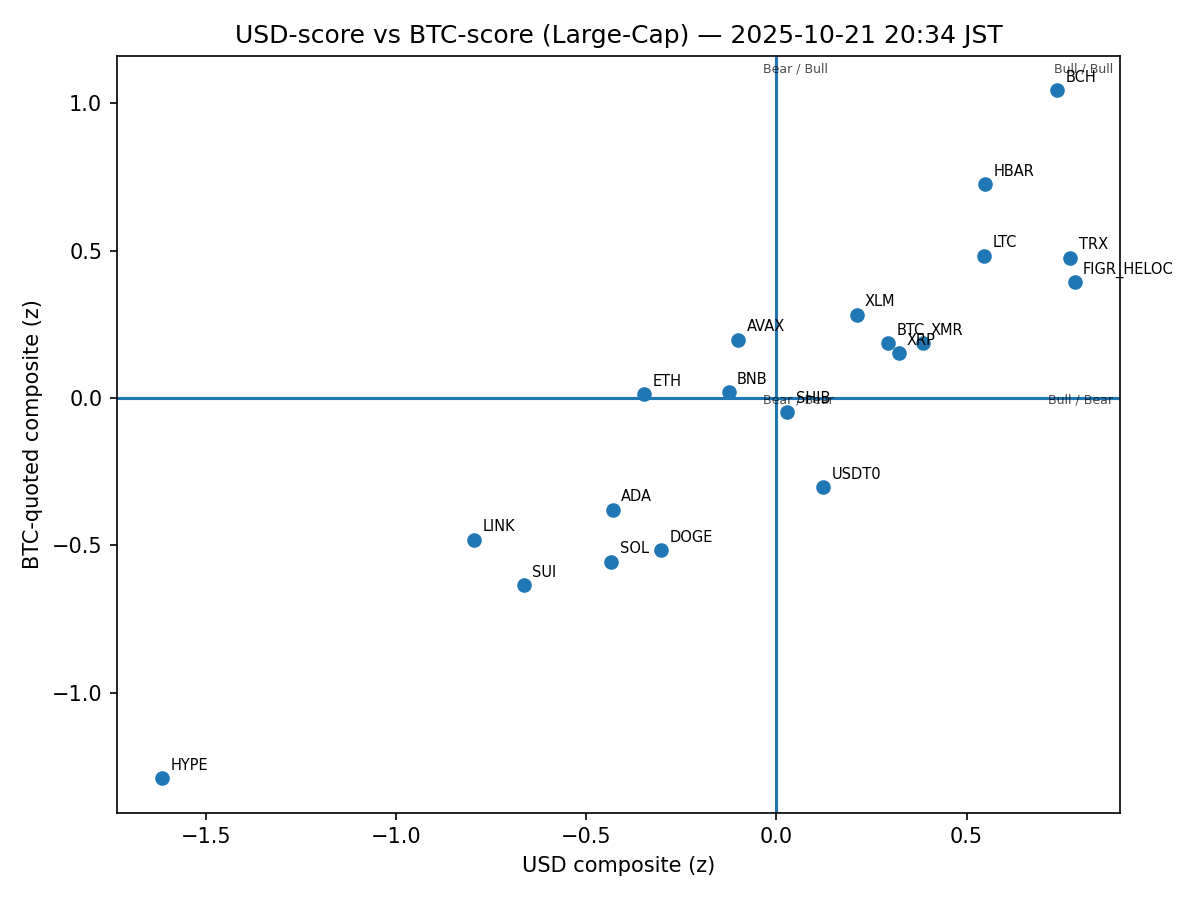 USD-score vs BTC-score (Large-Cap) — 2025-10-21 20:34 JST
Bear / Bull
Bull / Bull
BCH
1.0
HBAR
0.5
LTC
TRX
FIGR_HELOC
XLM
AVAX
BTC
XMR
XRP
ETH
BNB
0.0
SHIB
Bear / Bear
Bull / Bear
USDT0
ADA
LINK
−0.5
SOL
DOGE
SUI
−1.0
HYPE
−1.5
−1.0
−0.5
0.0
0.5
USD composite (z)
BTC-quoted composite (z)